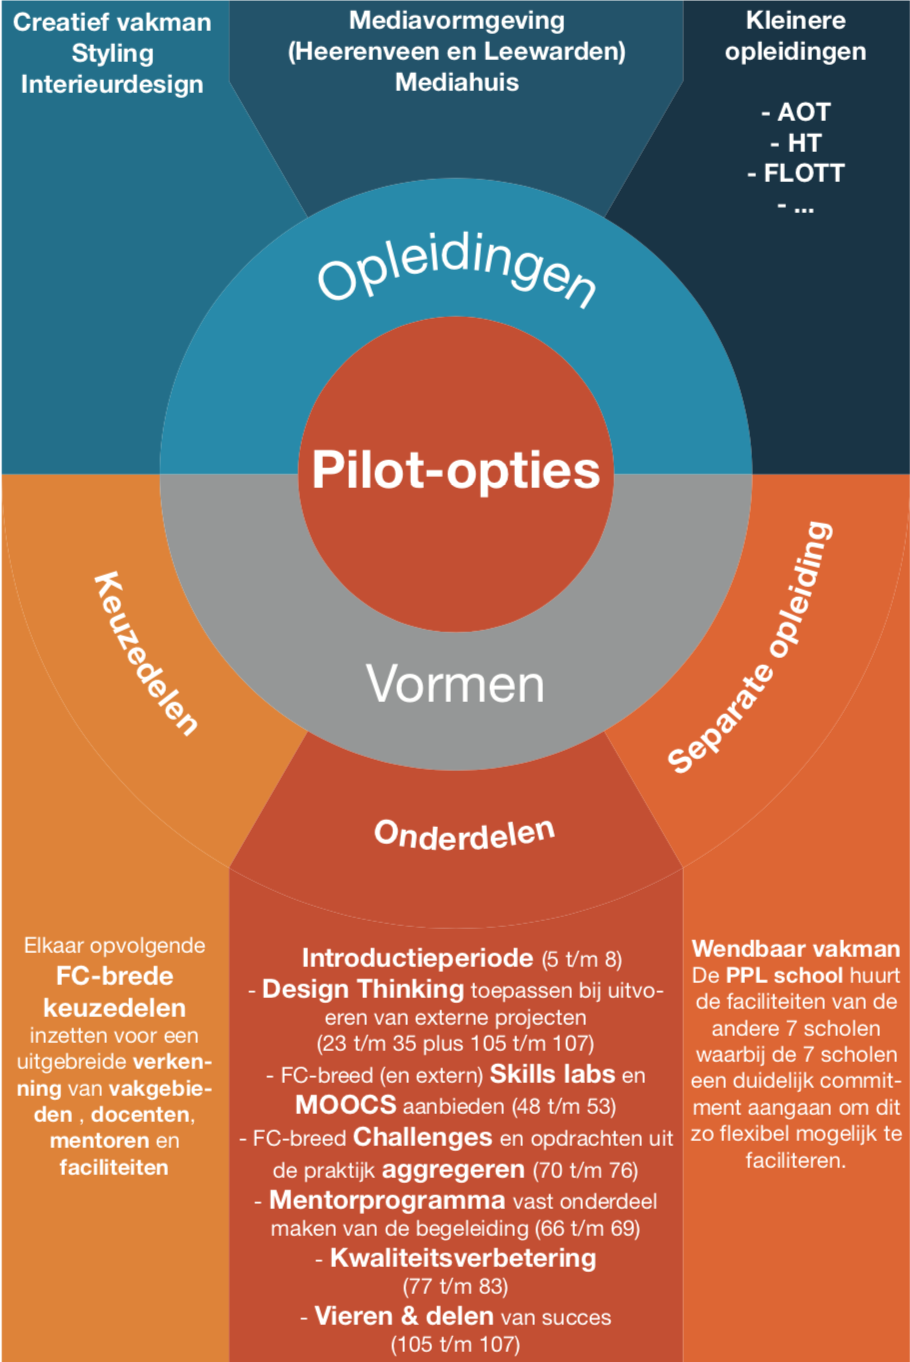 Creatief vakman
Styling
Interieurdesign
Mediavormgeving
(Heerenveen en Leewarden)
Mediahuis
Kleinere
opleidingen
- AOT
- HT
- FLOTT
- ...
Opleidingen
Pilot-opties
Vormen
Keuzedelen
Onderdelen
Separate opleiding
Elkaar opvolgende
FC-brede
keuzedelen
inzetten voor een
uitgebreide verken-
ning van vakgebie-
den , docenten,
mentoren en
faciliteiten
Introductieperiode (5 t/m 8)
- Design Thinking toepassen bij uitvo-
eren van externe projecten
(23 t/m 35 plus 105 t/m 107)
- FC-breed (en extern) Skills labs en
MOOCS aanbieden (48 t/m 53)
- FC-breed Challenges en opdrachten uit
de praktijk aggregeren (70 t/m 76)
- Mentorprogramma vast onderdeel
maken van de begeleiding (66 t/m 69)
- Kwaliteitsverbetering
(77 t/m 83)
- Vieren & delen van succes
(105 t/m 107)
Wendbaar vakman
De PPL school huurt
de faciliteiten van de
andere 7 scholen
waarbij de 7 scholen
een duidelijk commit-
ment aangaan om dit
zo flexibel mogelijk te
faciliteren.